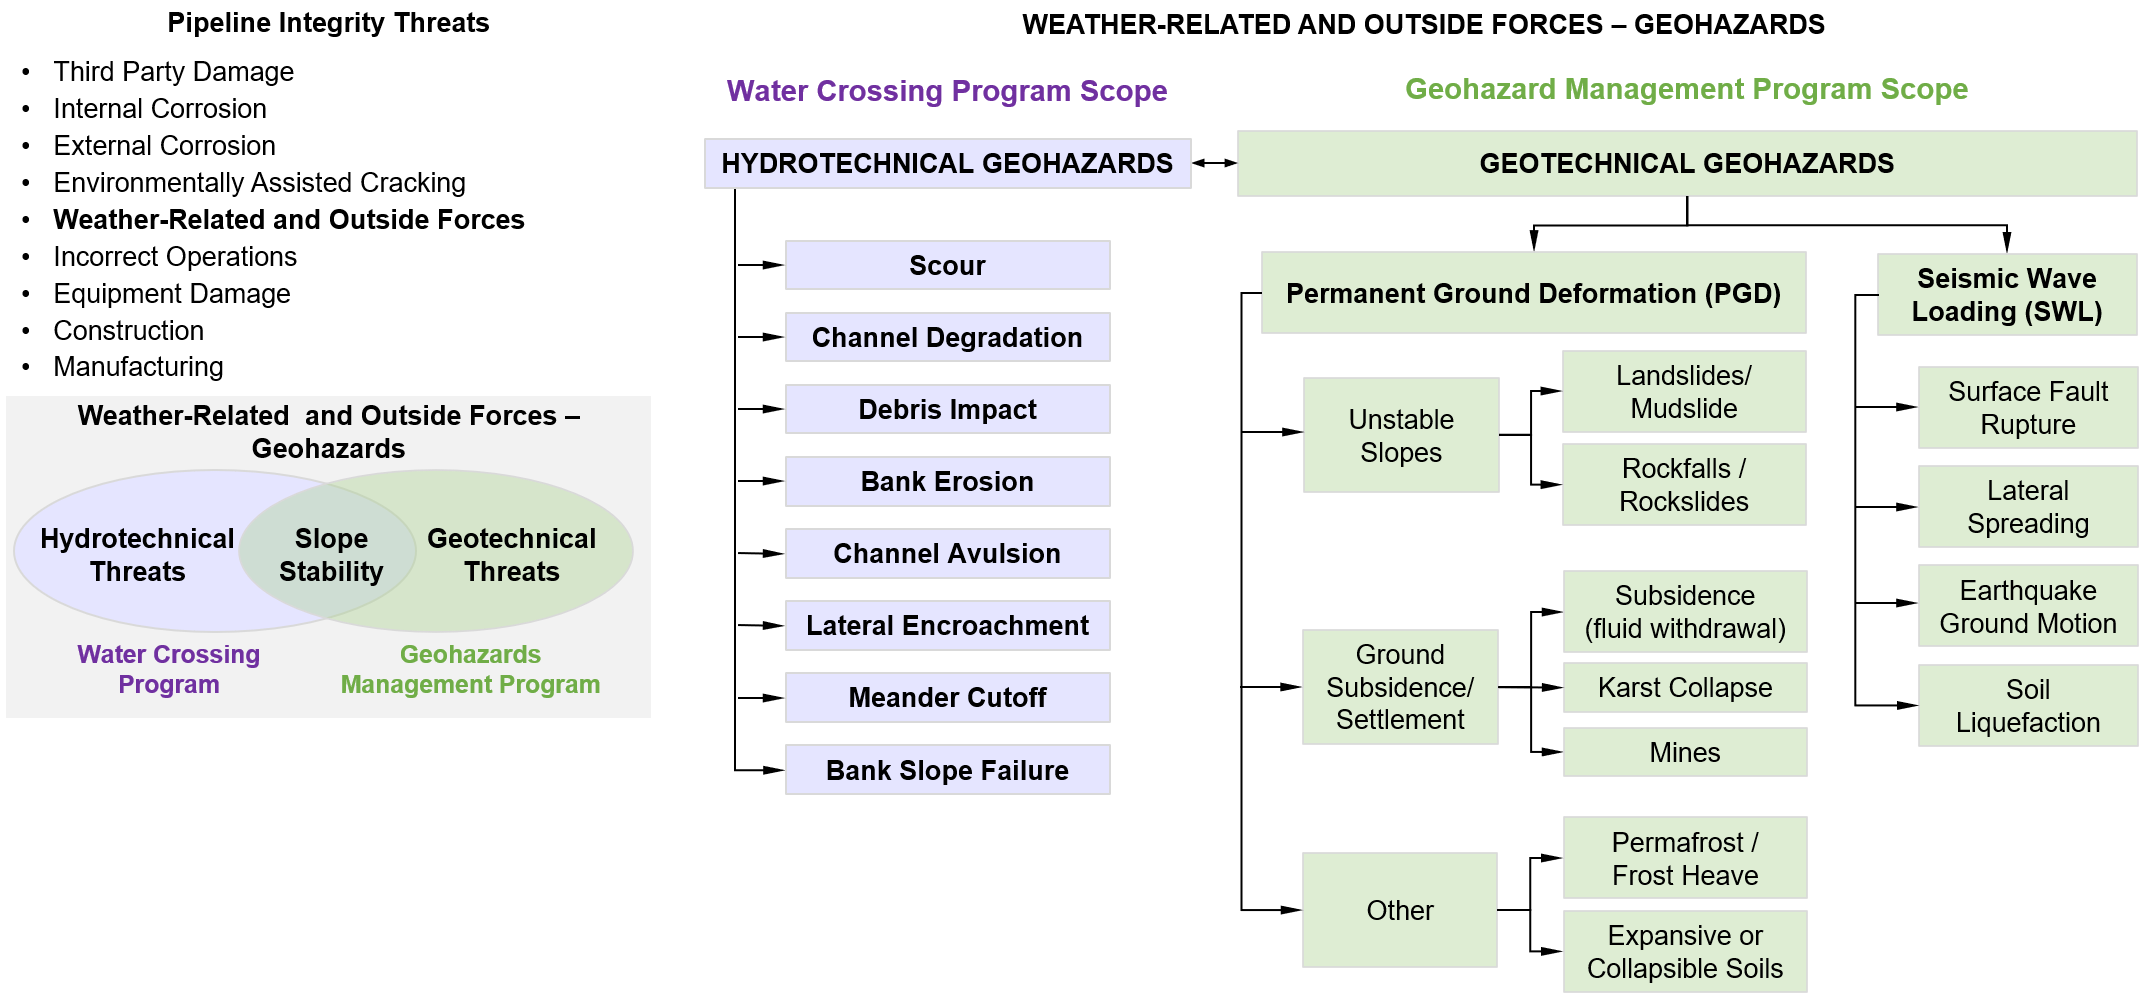 Pipeline Integrity Threats
• Third Party Damage
• Internal Corrosion
• External Corrosion
• Environmentally Assisted Cracking
• Weather-Related and Outside Forces
• Incorrect Operations
• Equipment Damage
• Construction
• Manufacturing
Weather-Related and Outside Forces –
Geohazards
Hydrotechnical
Threats
Slope
Stability
Geotechnical
Threats
Water Crossing
Program
Geohazards
Management Program
WEATHER-RELATED AND OUTSIDE FORCES – GEOHAZARDS
Water Crossing Program Scope
HYDROTECHNICAL GEOHAZARDS
Scour
Channel Degradation
Debris Impact
Bank Erosion
Channel Avulsion
Lateral Encroachment
Meander Cutoff
Bank Slope Failure
Geohazard Management Program Scope
GEOTECHNICAL GEOHAZARDS
Permanent Ground Deformation (PGD)
Unstable
Slopes
Landslides/
Mudslide
Rockfalls /
Rockslides
Ground
Subsidence/
Settlement
Subsidence
(fluid withdrawal)
Karst Collapse
Mines
Other
Permafrost /
Frost Heave
Expansive or
Collapsible Soils
Seismic Wave
Loading (SWL)
Surface Fault
Rupture
Lateral
Spreading
Earthquake
Ground Motion
Soil
Liquefaction